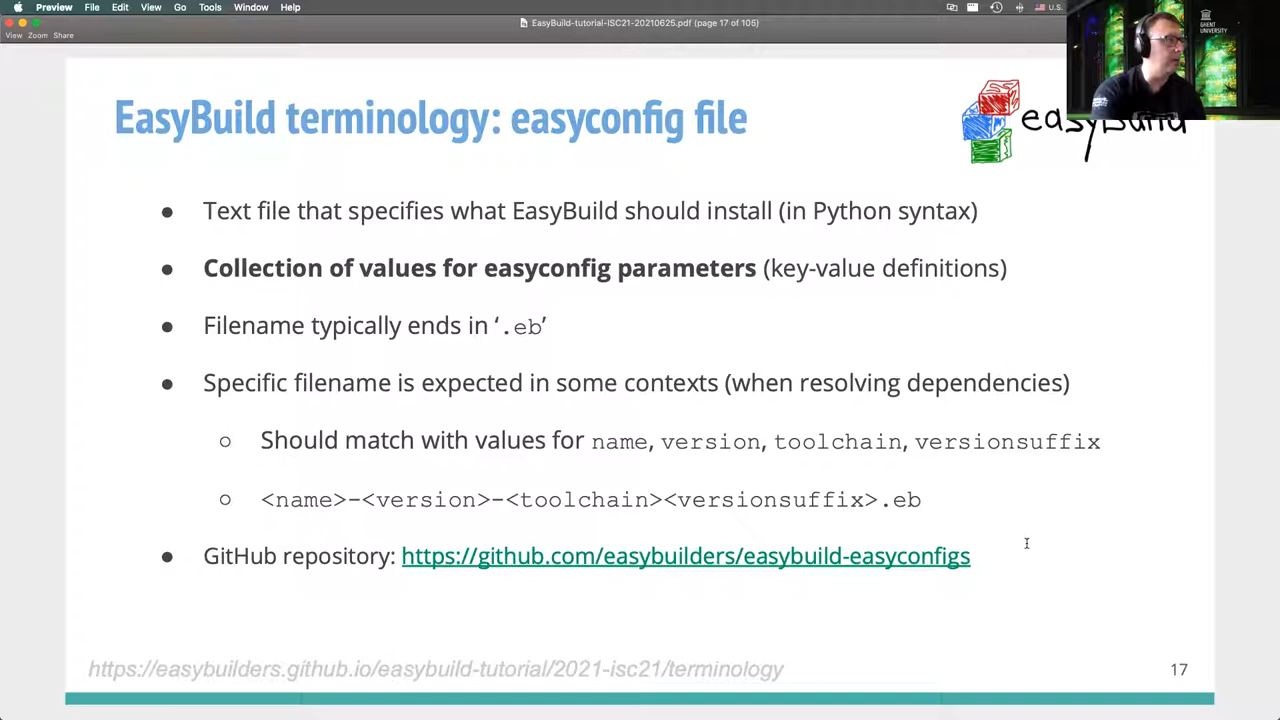 Preview File Edit View Go Tools Window Help U.S.
EasyBuild-tutorial-ISC21-20210625.pdf (page 17 of 105)
View Zoom Share
GHENT
UNIVERSITY
EasyBuild terminology: easyconfig file
easybuild
● Text file that specifies what EasyBuild should install (in Python syntax)
● Collection of values for easyconfig parameters (key-value definitions)
● Filename typically ends in ‘.eb’
● Specific filename is expected in some contexts (when resolving dependencies)
○ Should match with values for name, version, toolchain, versionsuffix
○ <name>-<version>-<toolchain><versionsuffix>.eb
● GitHub repository: https://github.com/easybuilders/easybuild-easyconfigs
https://easybuilders.github.io/easybuild-tutorial/2021-isc21/terminology
17